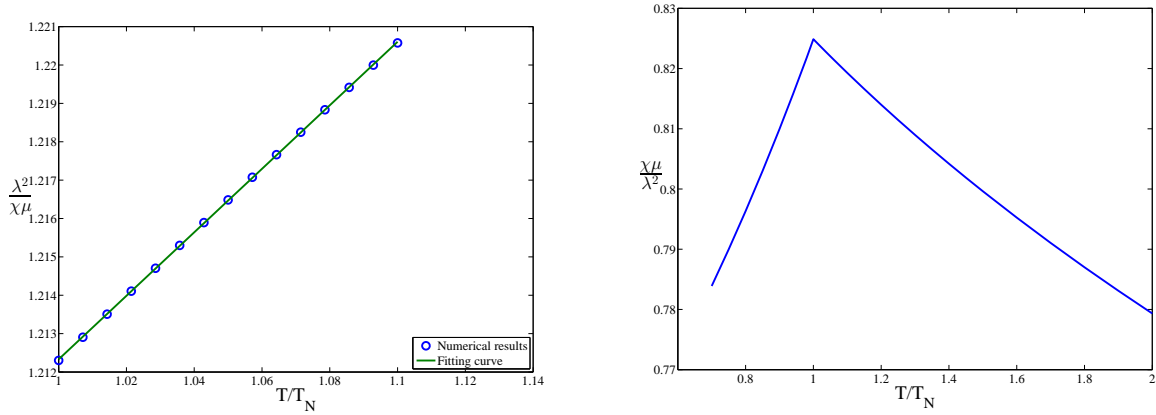 1.221
1.22
1.219
1.218
1.217
1.216
1.215
1.214
1.213
1.212
λ²/χμ
1 1.02 1.04 1.06 1.08 1.1 1.12 1.14
T/T_N
Numerical results
Fitting curve
0.83
0.82
0.81
0.8
0.79
0.78
0.77
χμ/λ²
0.8 1 1.2 1.4 1.6 1.8 2
T/T_N